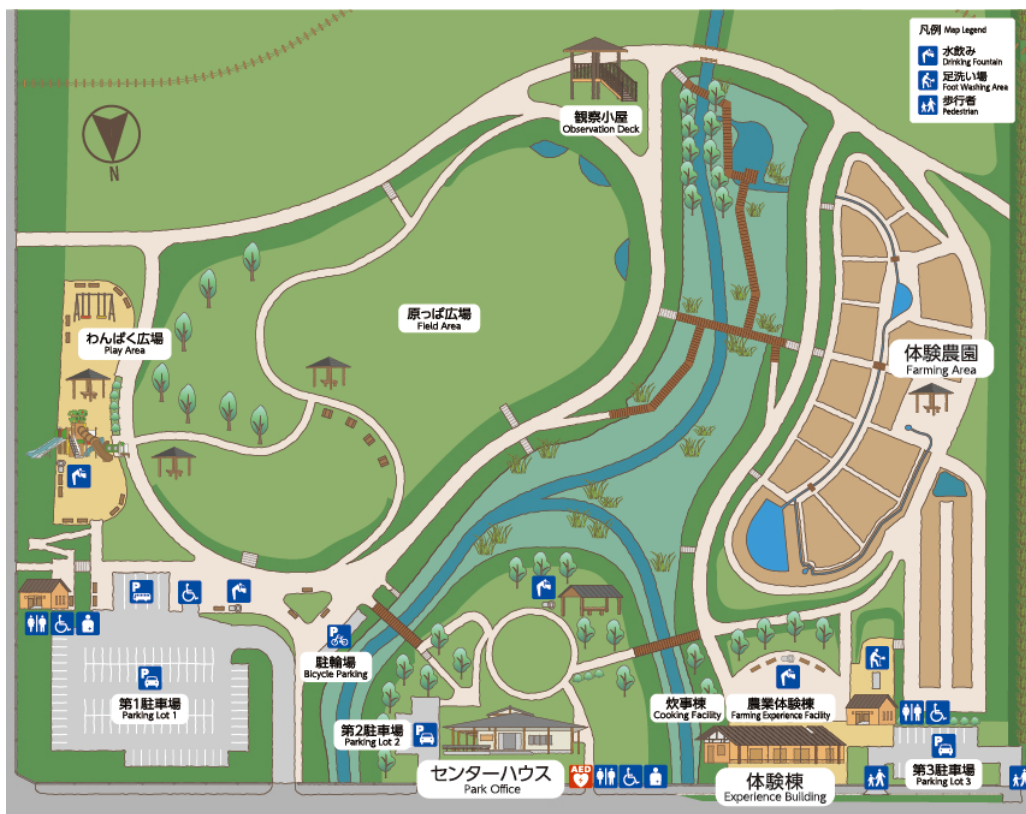 凡例 Map Legend
水飲み
Drinking Fountain
足洗い場
Foot Washing Area
歩行者
Pedestrian
観察小屋
Observation Deck
N
原っぱ広場
Field Area
わんぱく広場
Play Area
体験農園
Farming Area
P
P
駐輪場
Bicycle Parking
P
第1駐車場
Parking Lot 1
第2駐車場
Parking Lot 2
P
炊事棟
Cooking Facility
農業体験棟
Farming Experience Facility
センターハウス
Park Office
AED
体験棟
Experience Building
P
第3駐車場
Parking Lot 3